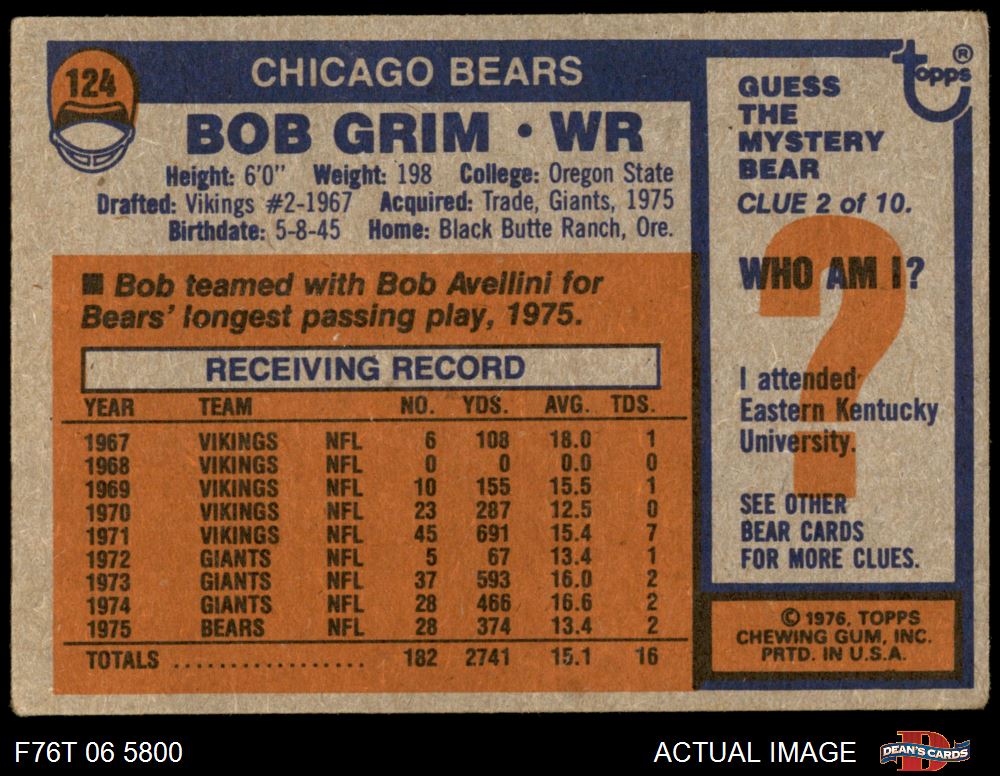 124
CHICAGO BEARS
BOB GRIM • WR
Height: 6'0" Weight: 198 College: Oregon State
Drafted: Vikings #2-1967 Acquired: Trade, Giants, 1975
Birthdate: 5-8-45 Home: Black Butte Ranch, Ore.
■ Bob teamed with Bob Avellini for
Bears' longest passing play, 1975.
RECEIVING RECORD
YEAR TEAM NO. YDS. AVG. TDS.
1967 VIKINGS NFL 6 108 18.0 1
1968 VIKINGS NFL 0 0 0.0 0
1969 VIKINGS NFL 10 155 15.5 1
1970 VIKINGS NFL 23 287 12.5 0
1971 VIKINGS NFL 45 691 15.4 7
1972 GIANTS NFL 5 67 13.4 1
1973 GIANTS NFL 37 593 16.0 2
1974 GIANTS NFL 28 466 16.6 2
1975 BEARS NFL 28 374 13.4 2
TOTALS .................. 182 2741 15.1 16
topps ®
GUESS
THE
MYSTERY
BEAR
CLUE 2 of 10.
?
WHO AM I?
I attended
Eastern Kentucky
University.
SEE OTHER
BEAR CARDS
FOR MORE CLUES.
© 1976, TOPPS
CHEWING GUM, INC.
PRTD. IN U.S.A.
F76T 06 5800
ACTUAL IMAGE
D
DEAN'S CARDS